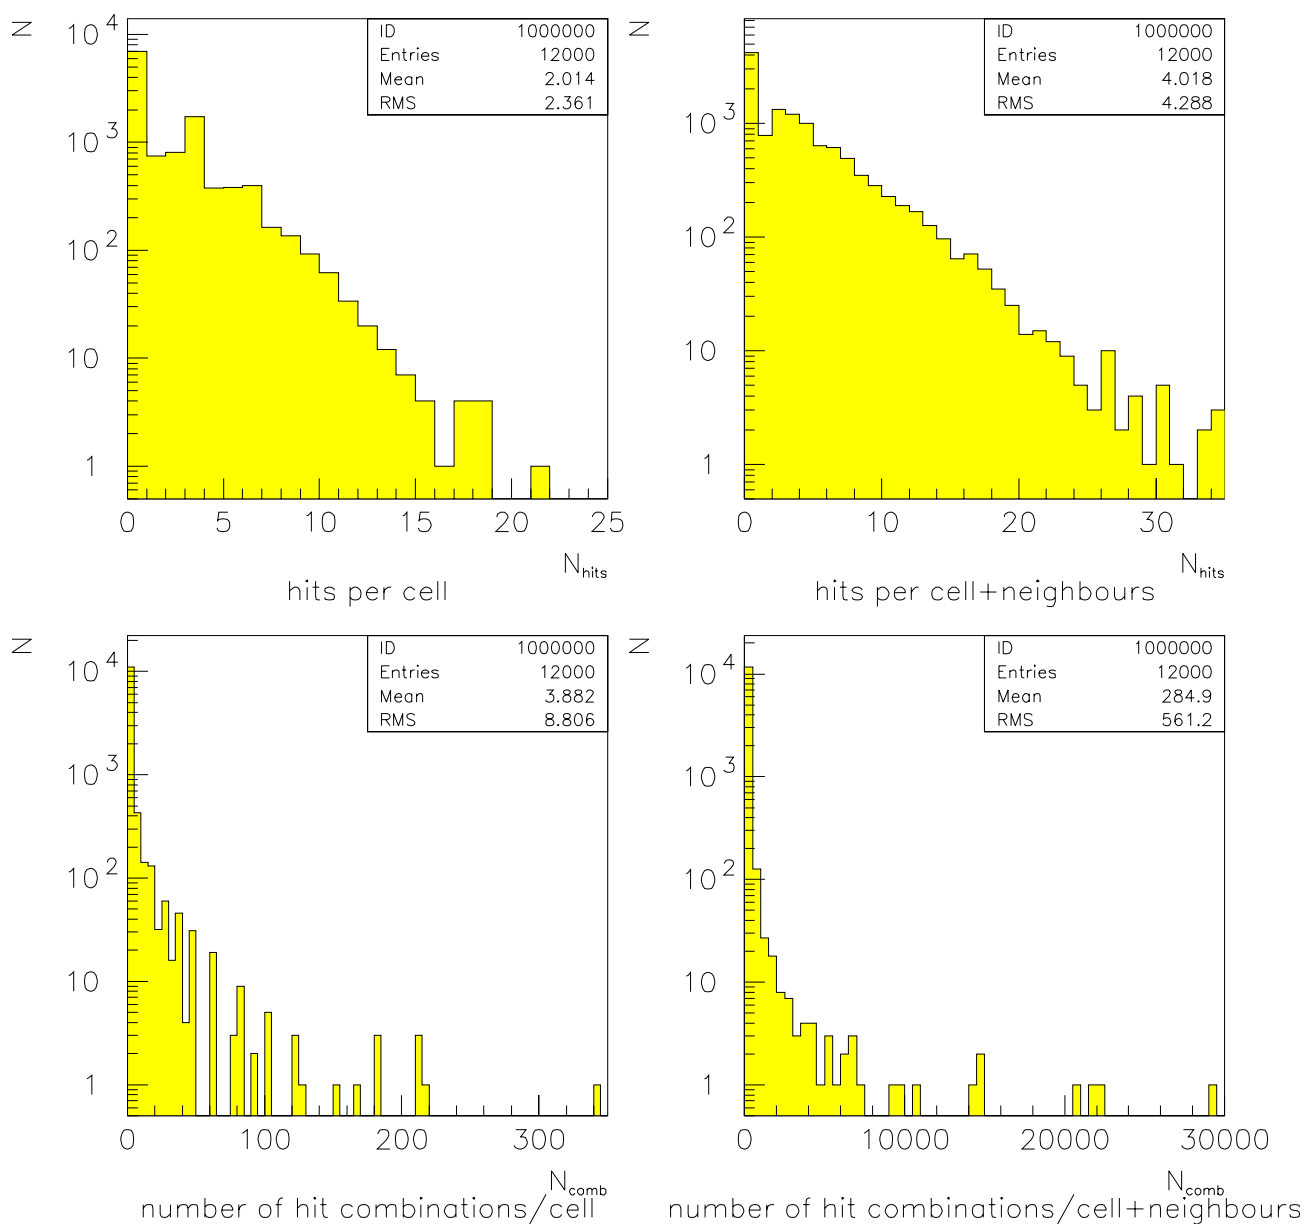 N
10^4
10^3
10^2
10
1
0 5 10 15 20 25
ID 1000000
Entries 12000
Mean 2.014
RMS 2.361
N_hits
hits per cell
N
10^3
10^2
10
1
0 10 20 30
ID 1000000
Entries 12000
Mean 4.018
RMS 4.288
N_hits
hits per cell+neighbours
N
10^4
10^3
10^2
10
1
0 100 200 300
ID 1000000
Entries 12000
Mean 3.882
RMS 8.806
N_comb
number of hit combinations/cell
N
10^4
10^3
10^2
10
1
0 10000 20000 30000
ID 1000000
Entries 12000
Mean 284.9
RMS 561.2
N_comb
number of hit combinations/cell+neighbours